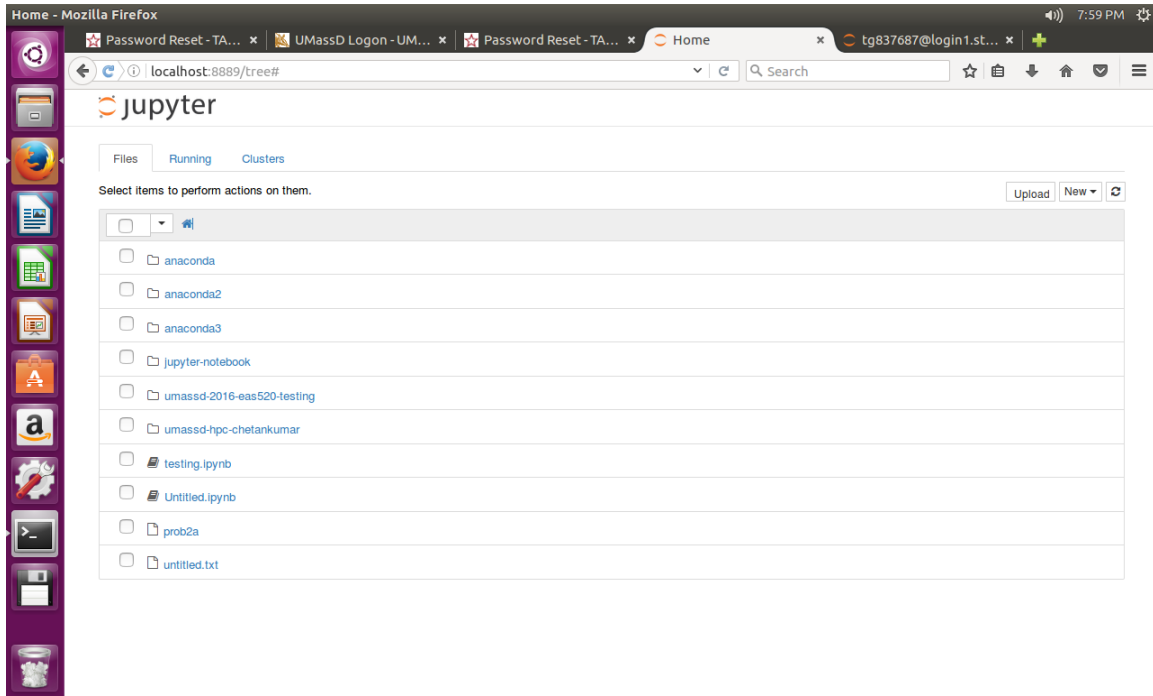 Home - Mozilla Firefox 7:59 PM
Password Reset - TA... × UMassD Logon - UM... × Password Reset - TA... × Home × tg837687@login1.st... ×
localhost:8889/tree# Search
jupyter
Files Running Clusters
Select items to perform actions on them. Upload New
anaconda
anaconda2
anaconda3
jupyter-notebook
umassd-2016-eas520-testing
umassd-hpc-chetankumar
testing.ipynb
Untitled.ipynb
prob2a
untitled.txt